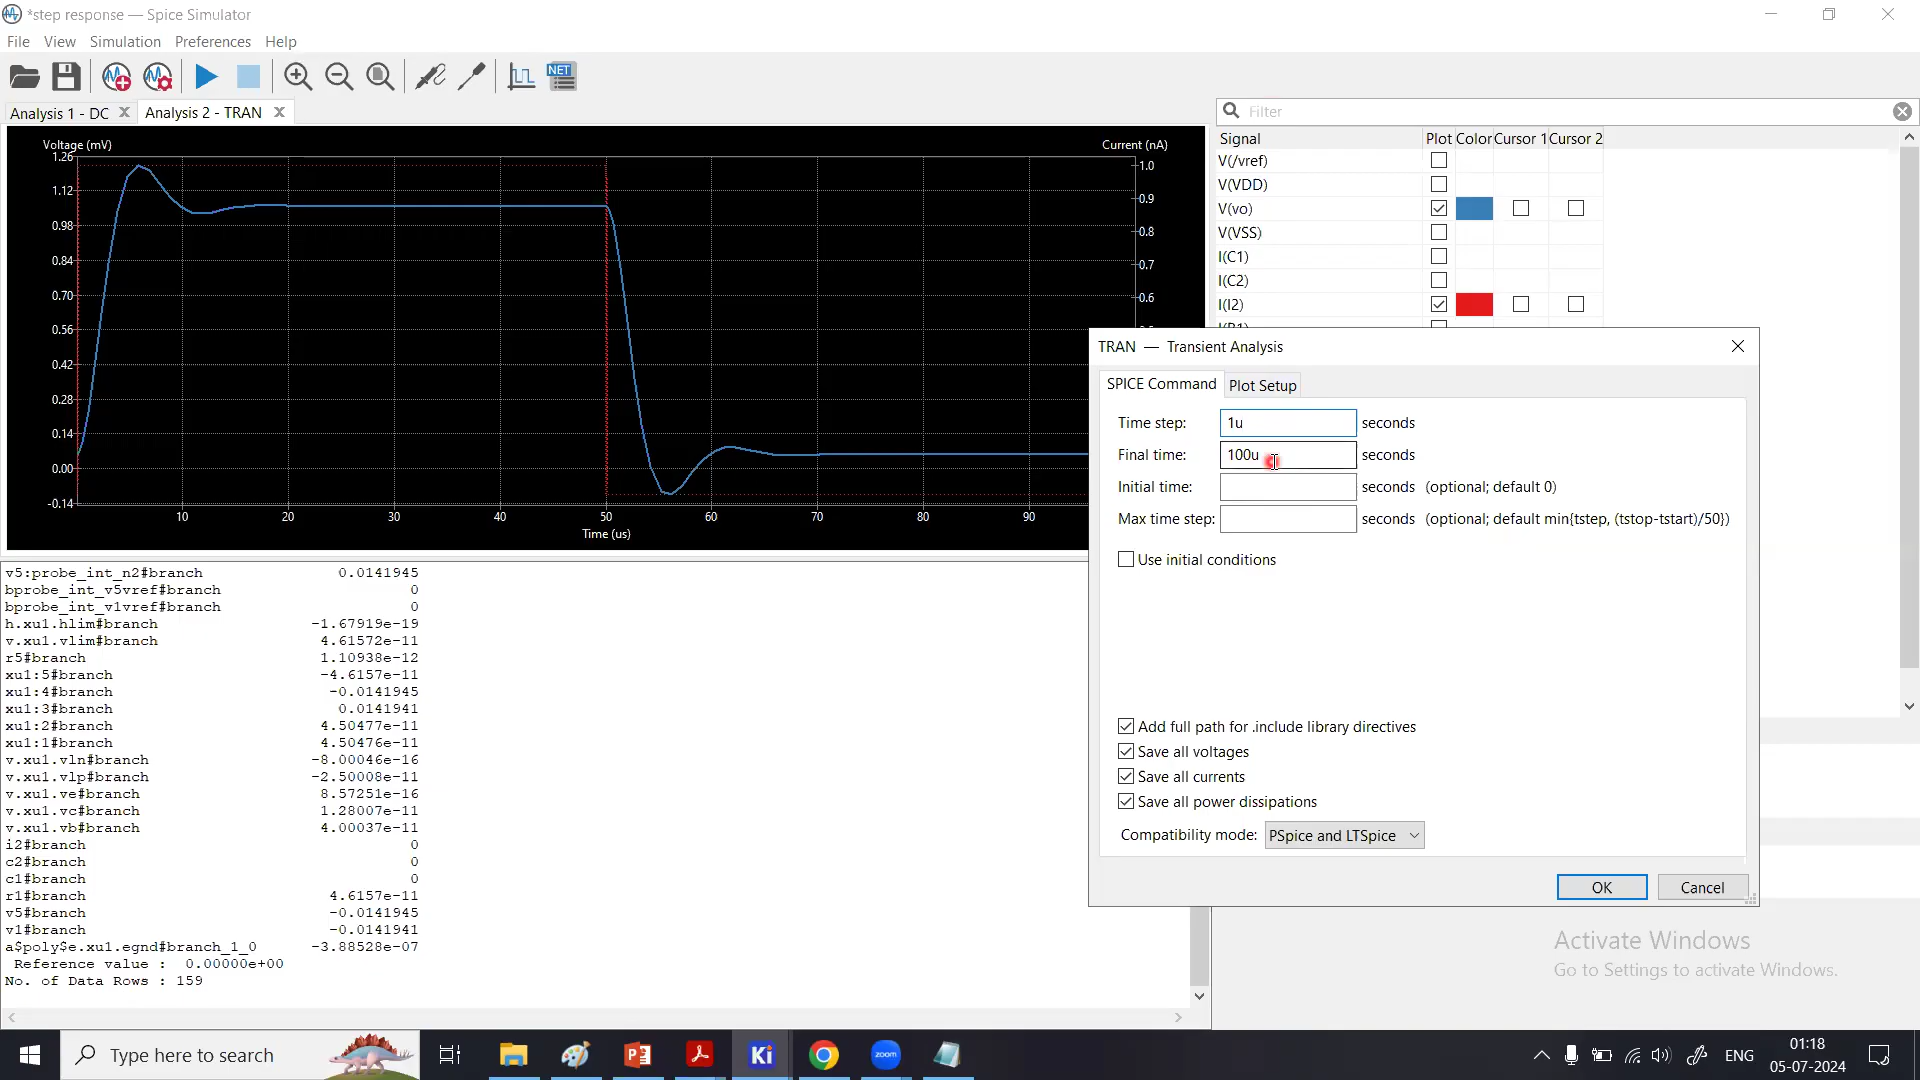 *step response — Spice Simulator
File View Simulation Preferences Help
NET
Analysis 1 - DC Analysis 2 - TRAN
Filter
Voltage (mV) Current (nA)
1.26
1.12
0.98
0.84
0.70
0.56
0.42
0.28
0.14
0.00
-0.14
1.0
0.9
0.8
0.7
0.6
10 20 30 40 50 60 70 80 90
Time (us)
Signal Plot Color Cursor 1 Cursor 2
V(/vref)
V(VDD)
V(vo)
V(VSS)
I(C1)
I(C2)
I(I2)
TRAN — Transient Analysis
SPICE Command Plot Setup
Time step: 1u seconds
Final time: 100u seconds
Initial time: seconds (optional; default 0)
Max time step: seconds (optional; default min{tstep, (tstop-tstart)/50})
Use initial conditions
Add full path for .include library directives
Save all voltages
Save all currents
Save all power dissipations
Compatibility mode: PSpice and LTSpice
OK Cancel
v5:probe_int_n2#branch 0.0141945
bprobe_int_v5vref#branch 0
bprobe_int_v1vref#branch 0
h.xu1.hlim#branch -1.67919e-19
v.xu1.vlim#branch 4.61572e-11
r5#branch 1.10938e-12
xu1:5#branch -4.6157e-11
xu1:4#branch -0.0141945
xu1:3#branch 0.0141941
xu1:2#branch 4.50477e-11
xu1:1#branch 4.50476e-11
v.xu1.vln#branch -8.00046e-16
v.xu1.vlp#branch -2.50008e-11
v.xu1.ve#branch 8.57251e-16
v.xu1.vc#branch 1.28007e-11
v.xu1.vb#branch 4.00037e-11
i2#branch 0
c2#branch 0
c1#branch 0
r1#branch 4.6157e-11
v5#branch -0.0141945
v1#branch -0.0141941
a$poly$e.xu1.egnd#branch_1_0 -3.88528e-07
Reference value : 0.00000e+00
No. of Data Rows : 159
Activate Windows
Go to Settings to activate Windows.
Type here to search
Ki
zoom
ENG
01:18
05-07-2024